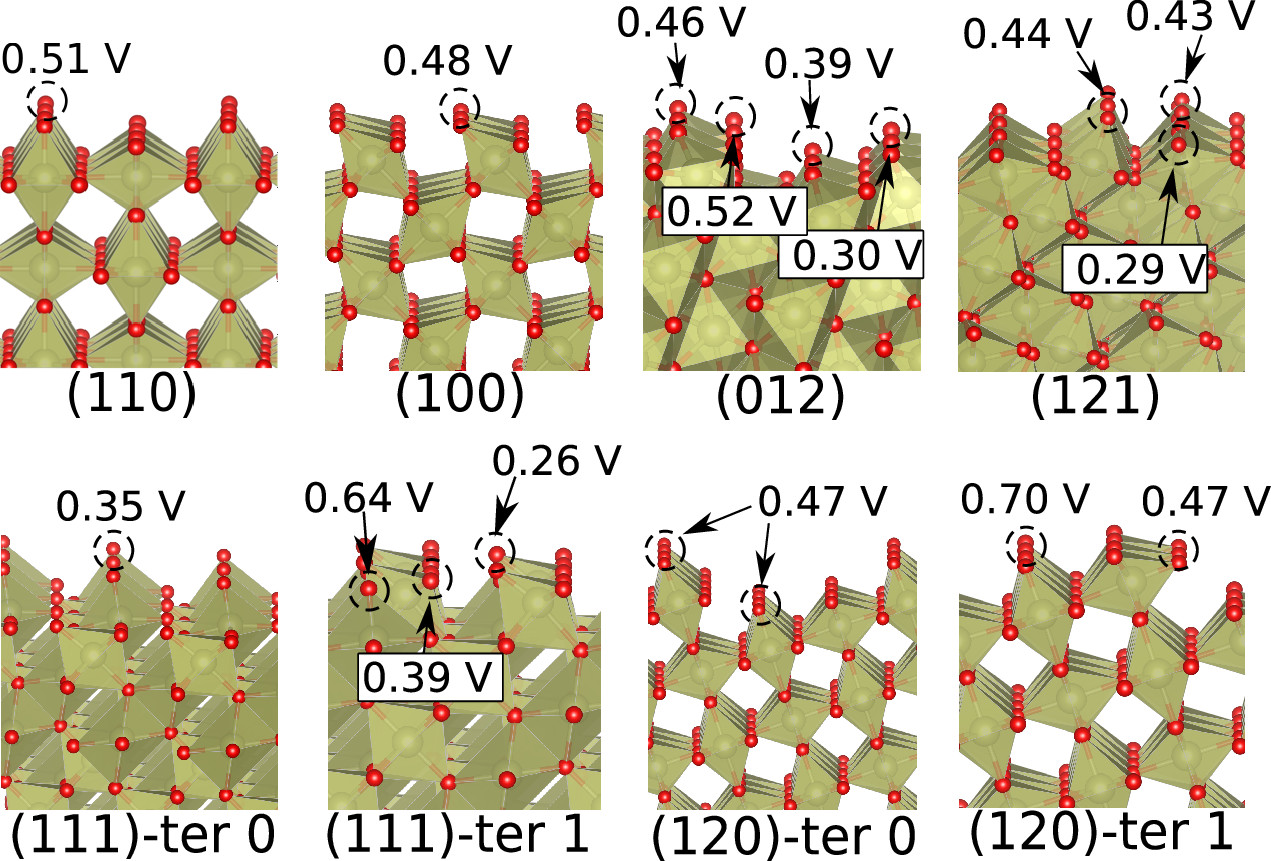 0.51 V
0.48 V
0.46 V
0.39 V
0.52 V
0.30 V
0.44 V
0.43 V
0.29 V
(110)
(100)
(012)
(121)
0.35 V
0.64 V
0.26 V
0.39 V
0.47 V
0.70 V
0.47 V
(111)-ter 0
(111)-ter 1
(120)-ter 0
(120)-ter 1